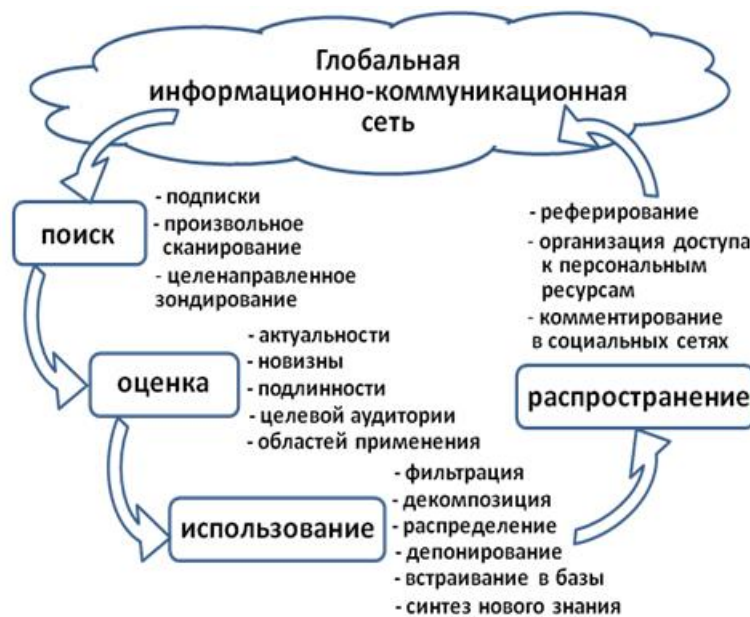 Глобальная
информационно-коммуникационная
сеть
поиск
- подписки
- произвольное
сканирование
- целенаправленное
зондирование
оценка
- актуальности
- новизны
- подлинности
- целевой аудитории
- областей применения
использование
- фильтрация
- декомпозиция
- распределение
- депонирование
- встраивание в базы
- синтез нового знания
распространение
- реферирование
- организация доступа
к персональным
ресурсам
- комментирование
в социальных сетях